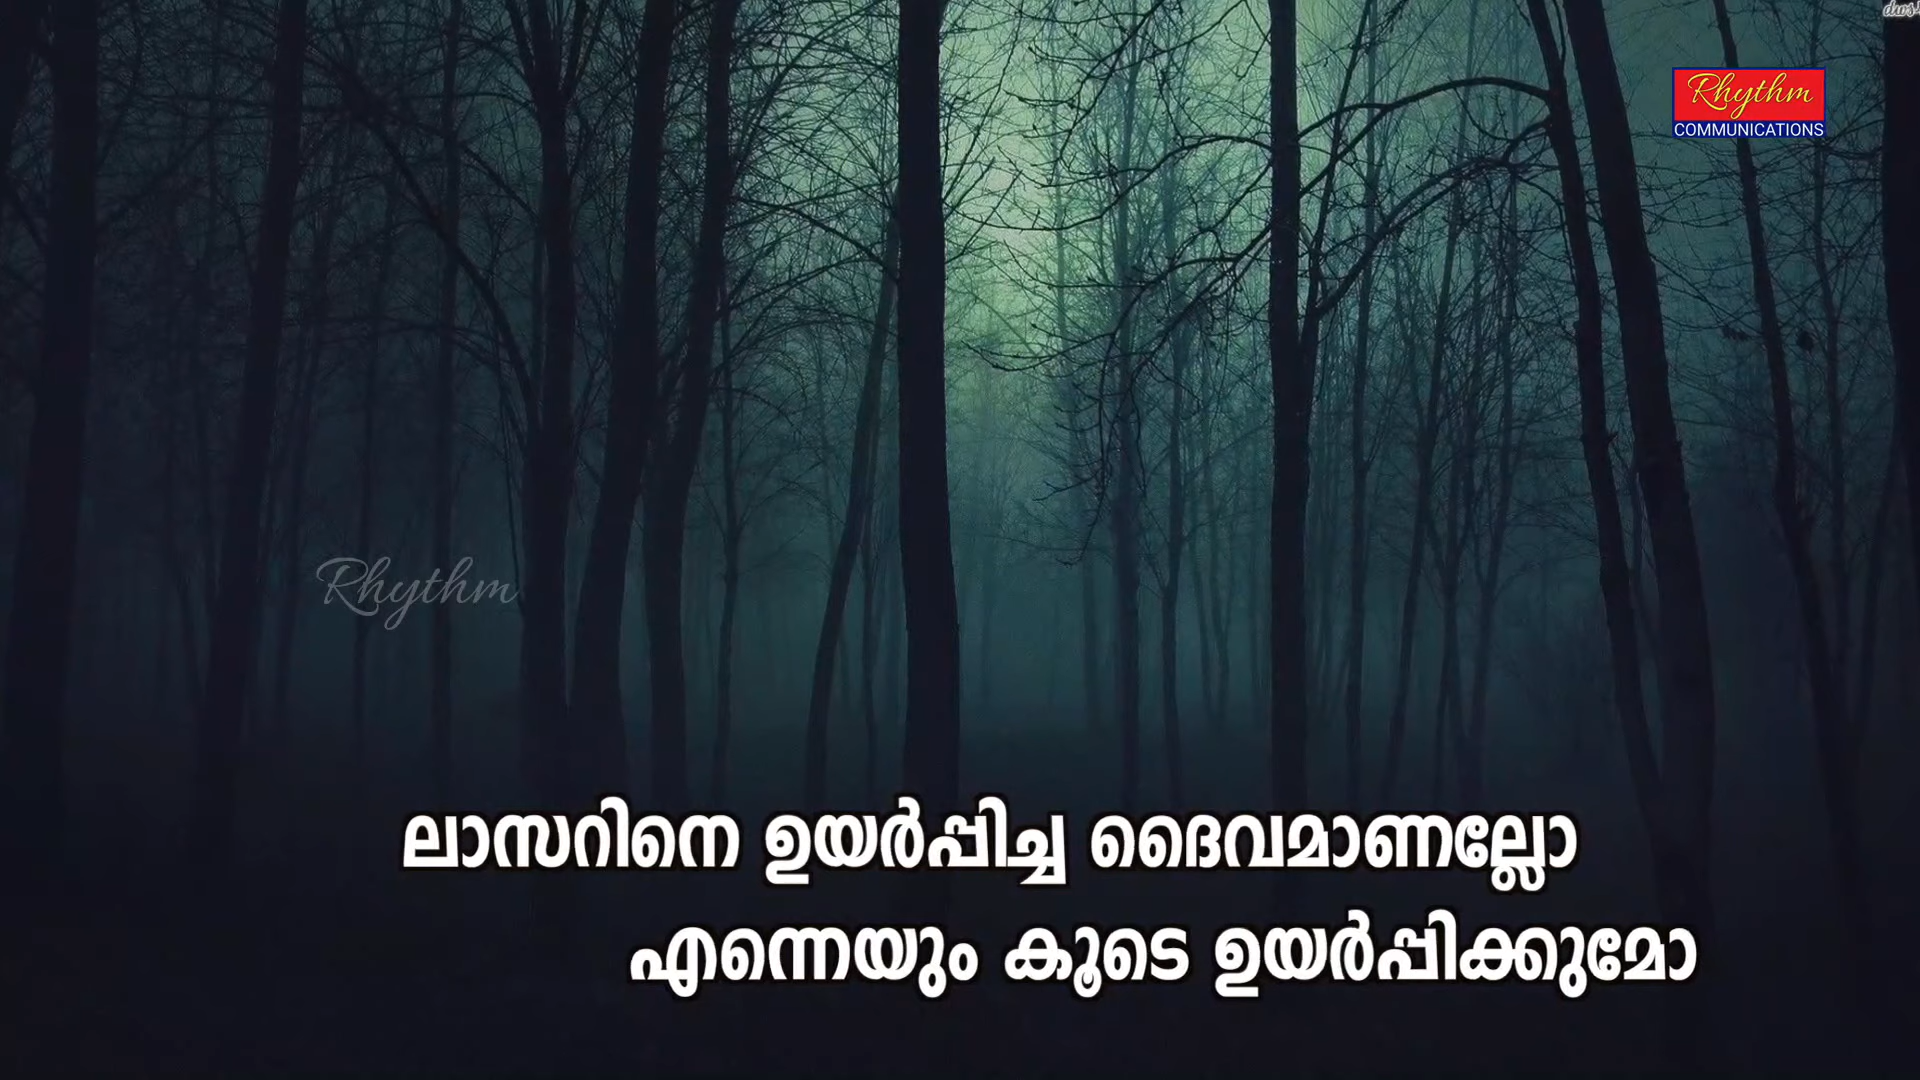 Rhythm
COMMUNICATIONS
Rhythm
ലാസറിനെ ഉയർപ്പിച്ച ദൈവമാണല്ലോ
എന്നെയും കൂടെ ഉയർപ്പിക്കുമോ